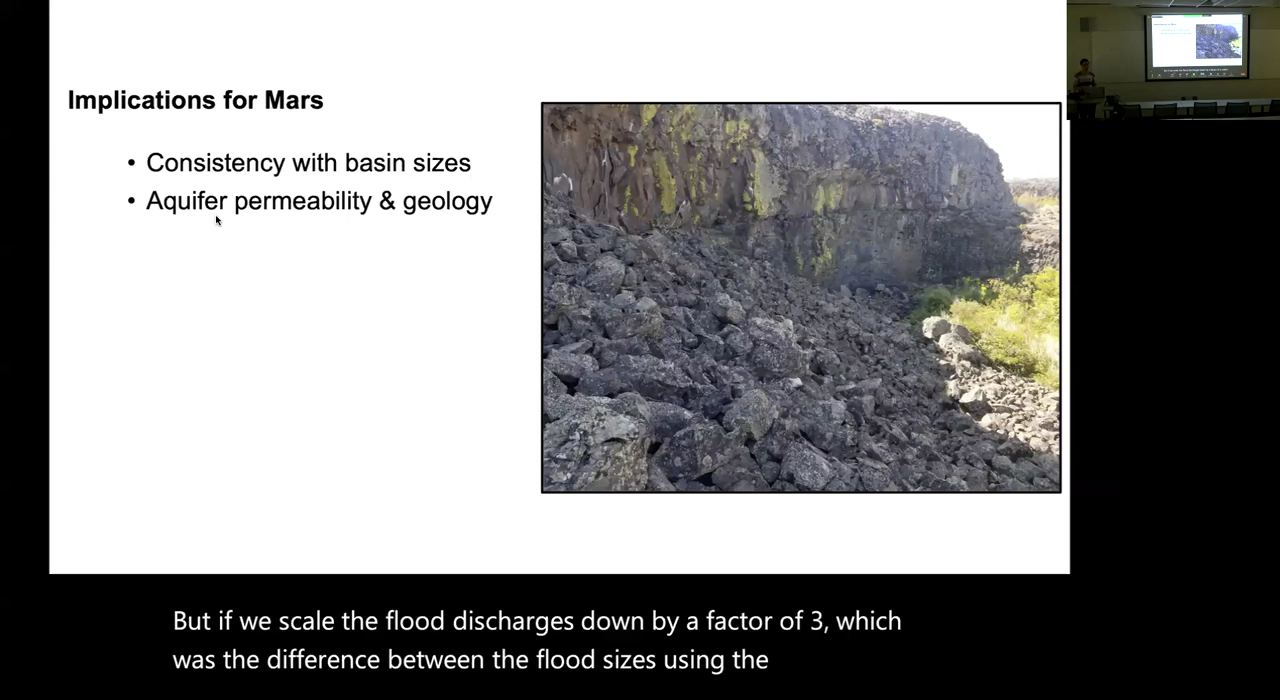 Implications for Mars
• Consistency with basin sizes
• Aquifer permeability & geology
But if we scale the flood discharges down by a factor of 3, which
was the difference between the flood sizes using the